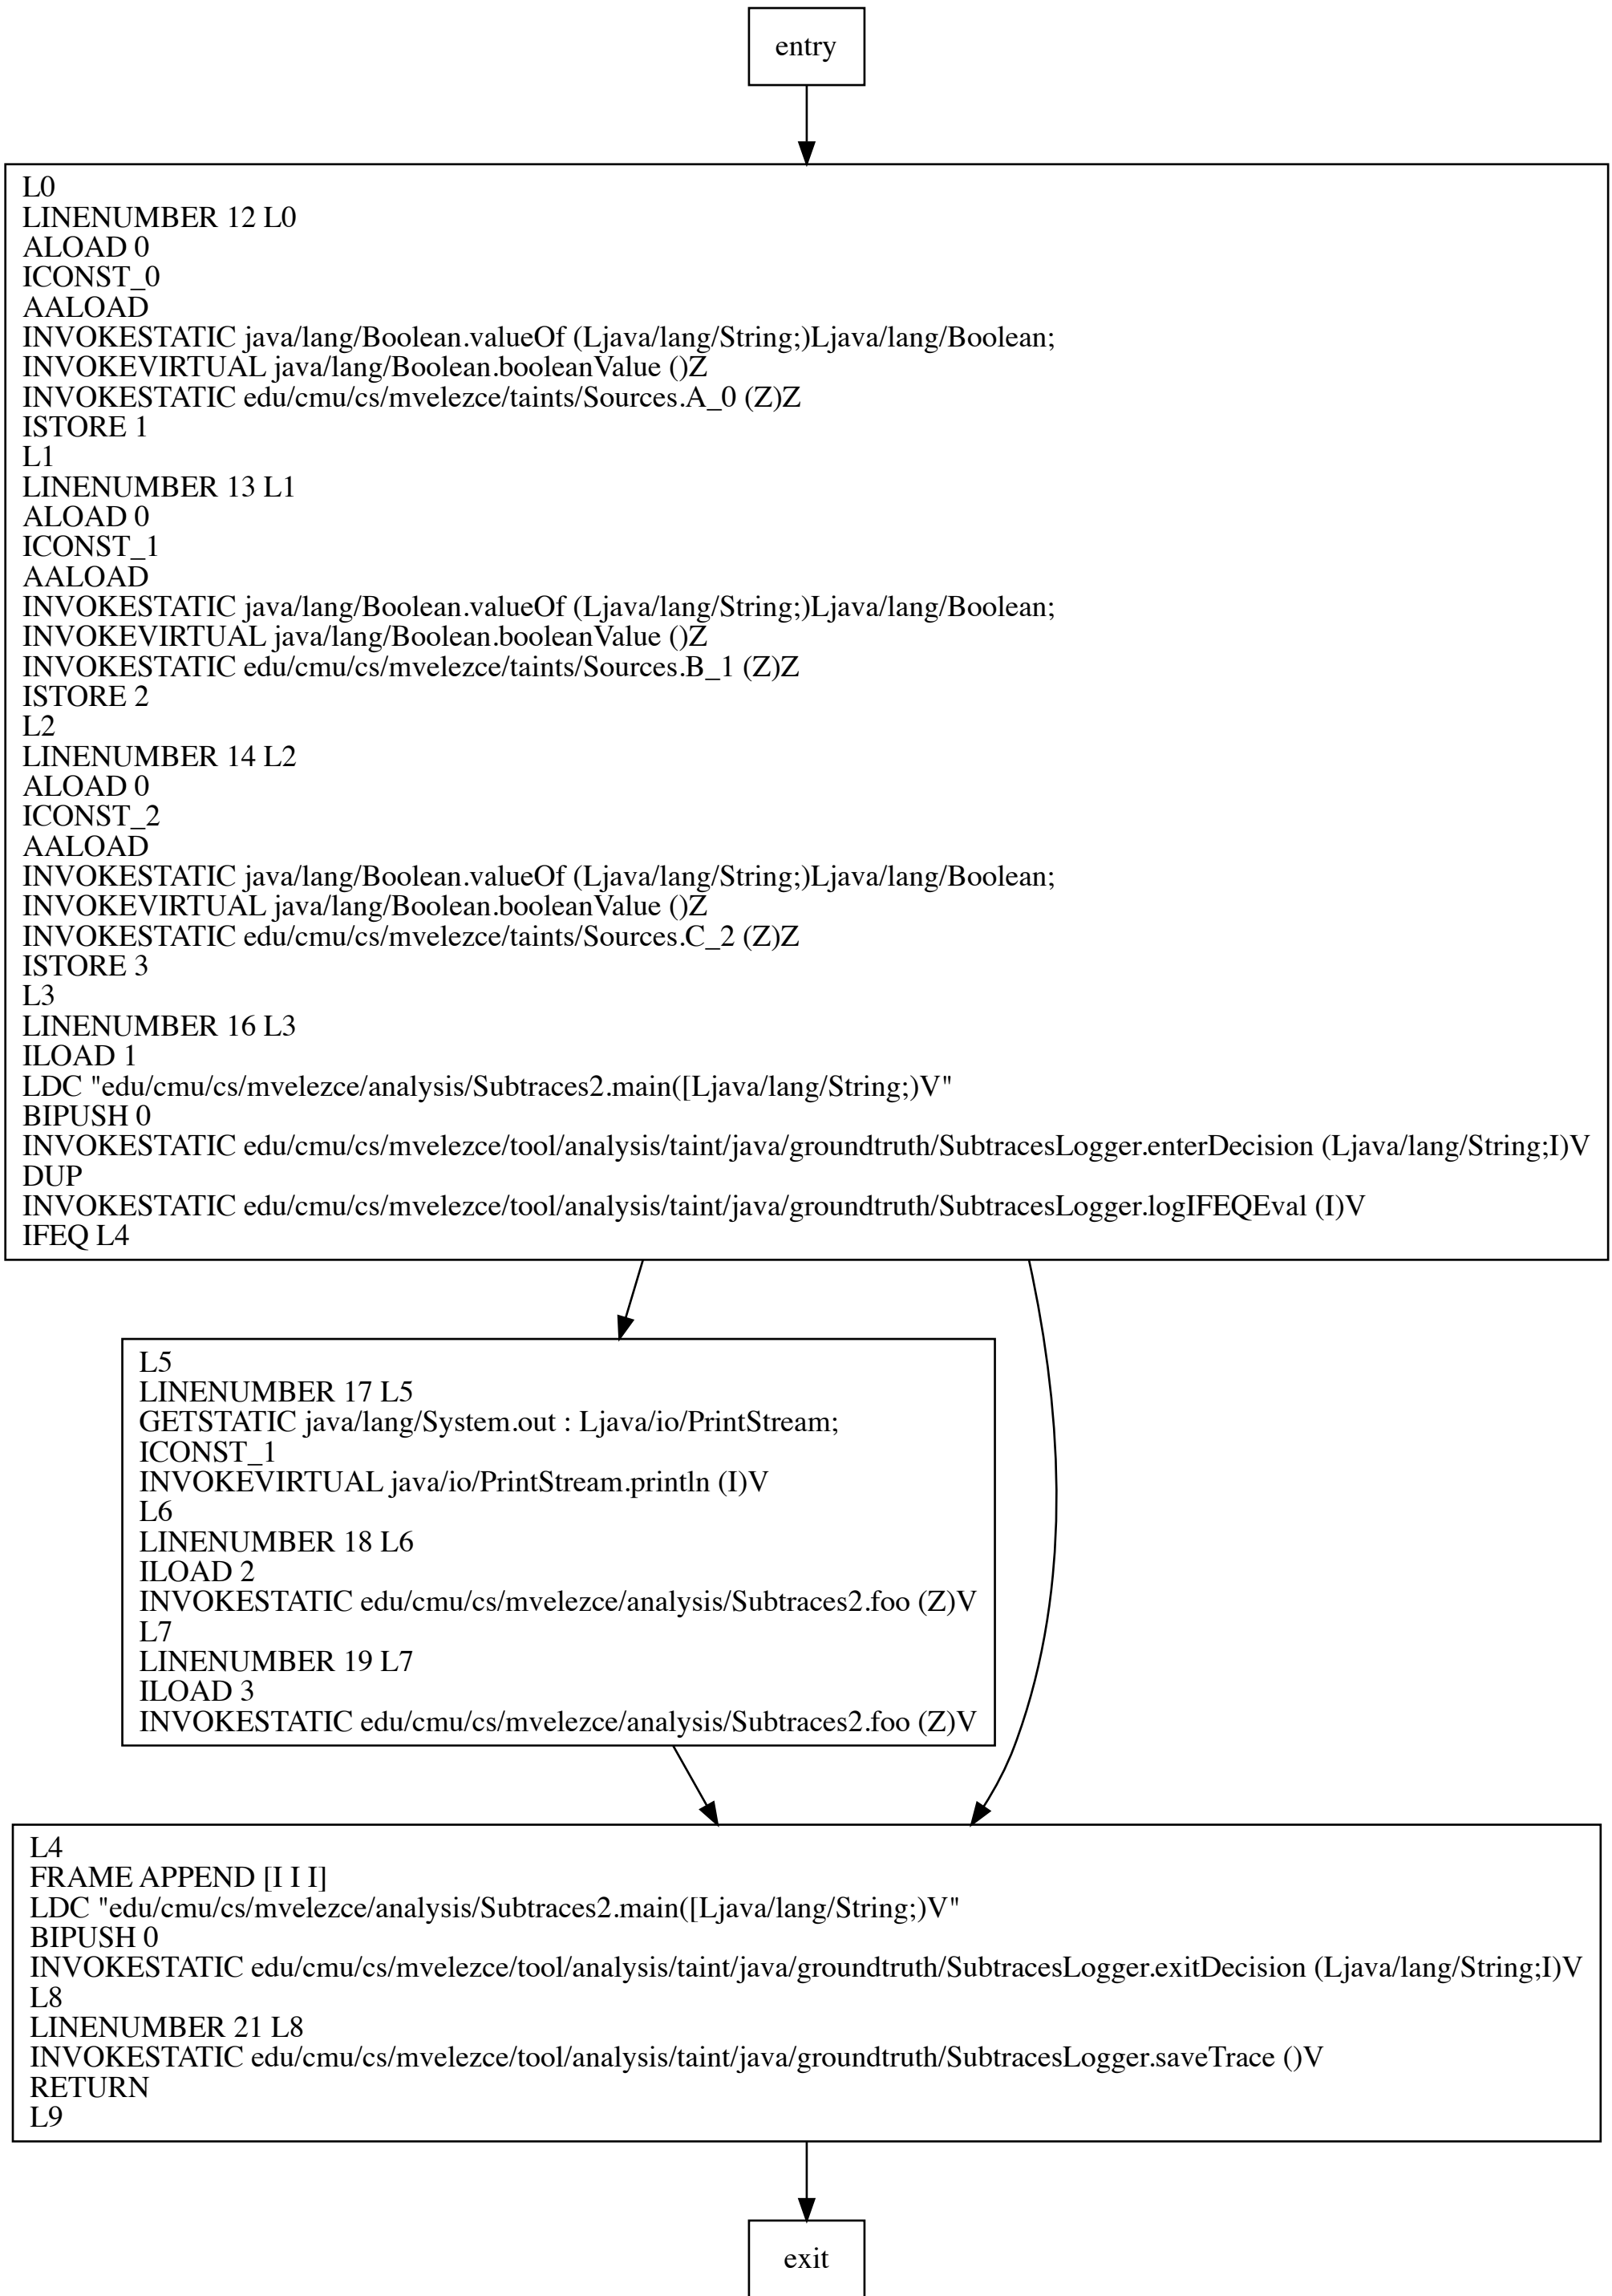 entry
L0
LINENUMBER 12 L0
ALOAD 0
ICONST_0
AALOAD
INVOKESTATIC java/lang/Boolean.valueOf (Ljava/lang/String;)Ljava/lang/Boolean;
INVOKEVIRTUAL java/lang/Boolean.booleanValue ()Z
INVOKESTATIC edu/cmu/cs/mvelezce/taints/Sources.A_0 (Z)Z
ISTORE 1
L1
LINENUMBER 13 L1
ALOAD 0
ICONST_1
AALOAD
INVOKESTATIC java/lang/Boolean.valueOf (Ljava/lang/String;)Ljava/lang/Boolean;
INVOKEVIRTUAL java/lang/Boolean.booleanValue ()Z
INVOKESTATIC edu/cmu/cs/mvelezce/taints/Sources.B_1 (Z)Z
ISTORE 2
L2
LINENUMBER 14 L2
ALOAD 0
ICONST_2
AALOAD
INVOKESTATIC java/lang/Boolean.valueOf (Ljava/lang/String;)Ljava/lang/Boolean;
INVOKEVIRTUAL java/lang/Boolean.booleanValue ()Z
INVOKESTATIC edu/cmu/cs/mvelezce/taints/Sources.C_2 (Z)Z
ISTORE 3
L3
LINENUMBER 16 L3
ILOAD 1
LDC "edu/cmu/cs/mvelezce/analysis/Subtraces2.main([Ljava/lang/String;)V"
BIPUSH 0
INVOKESTATIC edu/cmu/cs/mvelezce/tool/analysis/taint/java/groundtruth/SubtracesLogger.enterDecision (Ljava/lang/String;I)V
DUP
INVOKESTATIC edu/cmu/cs/mvelezce/tool/analysis/taint/java/groundtruth/SubtracesLogger.logIFEQEval (I)V
IFEQ L4
L5
LINENUMBER 17 L5
GETSTATIC java/lang/System.out : Ljava/io/PrintStream;
ICONST_1
INVOKEVIRTUAL java/io/PrintStream.println (I)V
L6
LINENUMBER 18 L6
ILOAD 2
INVOKESTATIC edu/cmu/cs/mvelezce/analysis/Subtraces2.foo (Z)V
L7
LINENUMBER 19 L7
ILOAD 3
INVOKESTATIC edu/cmu/cs/mvelezce/analysis/Subtraces2.foo (Z)V
L4
FRAME APPEND [I I I]
LDC "edu/cmu/cs/mvelezce/analysis/Subtraces2.main([Ljava/lang/String;)V"
BIPUSH 0
INVOKESTATIC edu/cmu/cs/mvelezce/tool/analysis/taint/java/groundtruth/SubtracesLogger.exitDecision (Ljava/lang/String;I)V
L8
LINENUMBER 21 L8
INVOKESTATIC edu/cmu/cs/mvelezce/tool/analysis/taint/java/groundtruth/SubtracesLogger.saveTrace ()V
RETURN
L9
exit